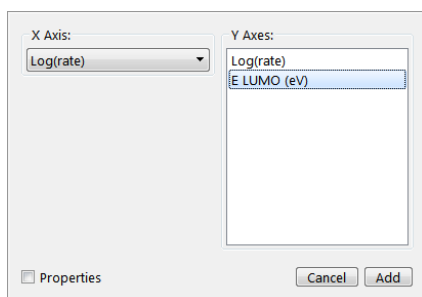 X Axis:
Log(rate)
Y Axes:
Log(rate)
E LUMO (eV)
Properties
Cancel
Add